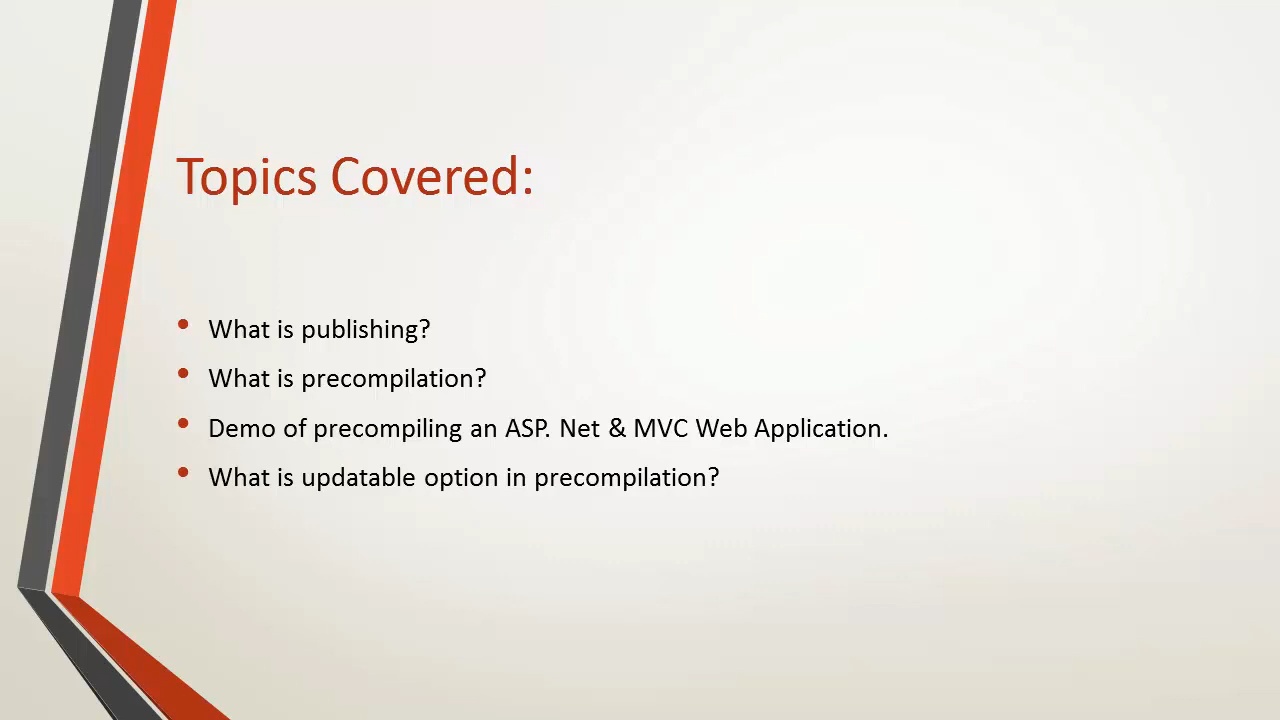 Topics Covered:
• What is publishing?
• What is precompilation?
• Demo of precompiling an ASP. Net & MVC Web Application.
• What is updatable option in precompilation?